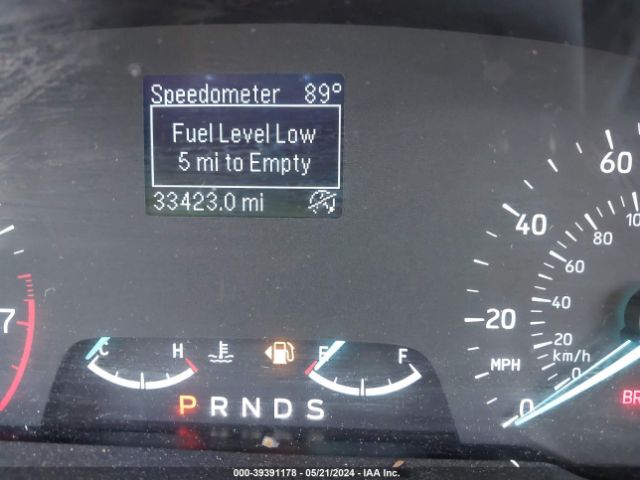 Speedometer 89°
Fuel Level Low
5 mi to Empty
33423.0 mi
7
C H
E F
P R N D S
60
40
20
0
MPH
80
60
40
20
0
km/h
000-39391178 - 05/21/2024 - IAA Inc.